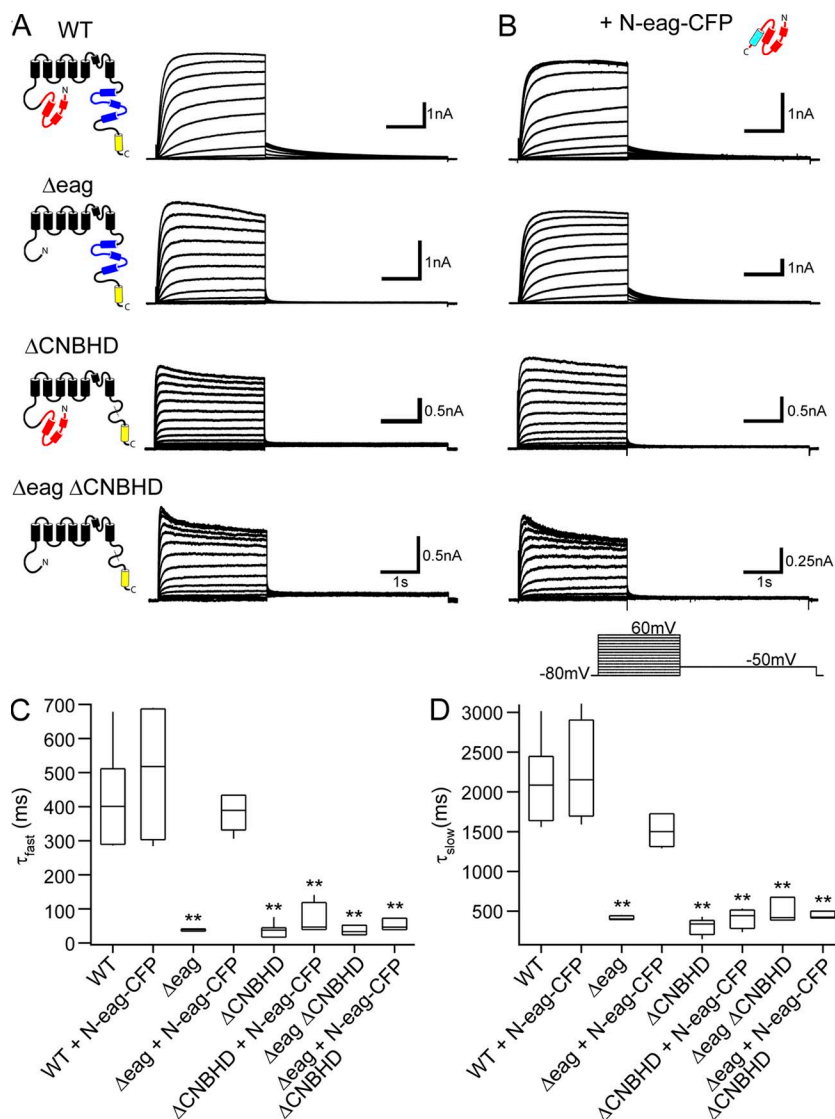 A
WT
N
C
1nA
B
+ N-eag-CFP
N
C
1nA
Δeag
N
C
1nA
1nA
ΔCNBHD
N
C
0.5nA
0.5nA
Δeag ΔCNBHD
N
C
0.5nA
1s
0.25nA
1s
60mV
-80mV
-50mV
C
τfast (ms)
700
600
500
400
300
200
100
0
**
**
**
**
**
WT
WT + N-eag-CFP
Δeag
Δeag + N-eag-CFP
ΔCNBHD
ΔCNBHD + N-eag-CFP
Δeag ΔCNBHD
Δeag + N-eag-CFP
ΔCNBHD
D
τslow (ms)
3000
2500
2000
1500
1000
500
**
**
**
**
**
WT
WT + N-eag-CFP
Δeag
Δeag + N-eag-CFP
ΔCNBHD
ΔCNBHD + N-eag-CFP
Δeag ΔCNBHD
Δeag + N-eag-CFP
ΔCNBHD